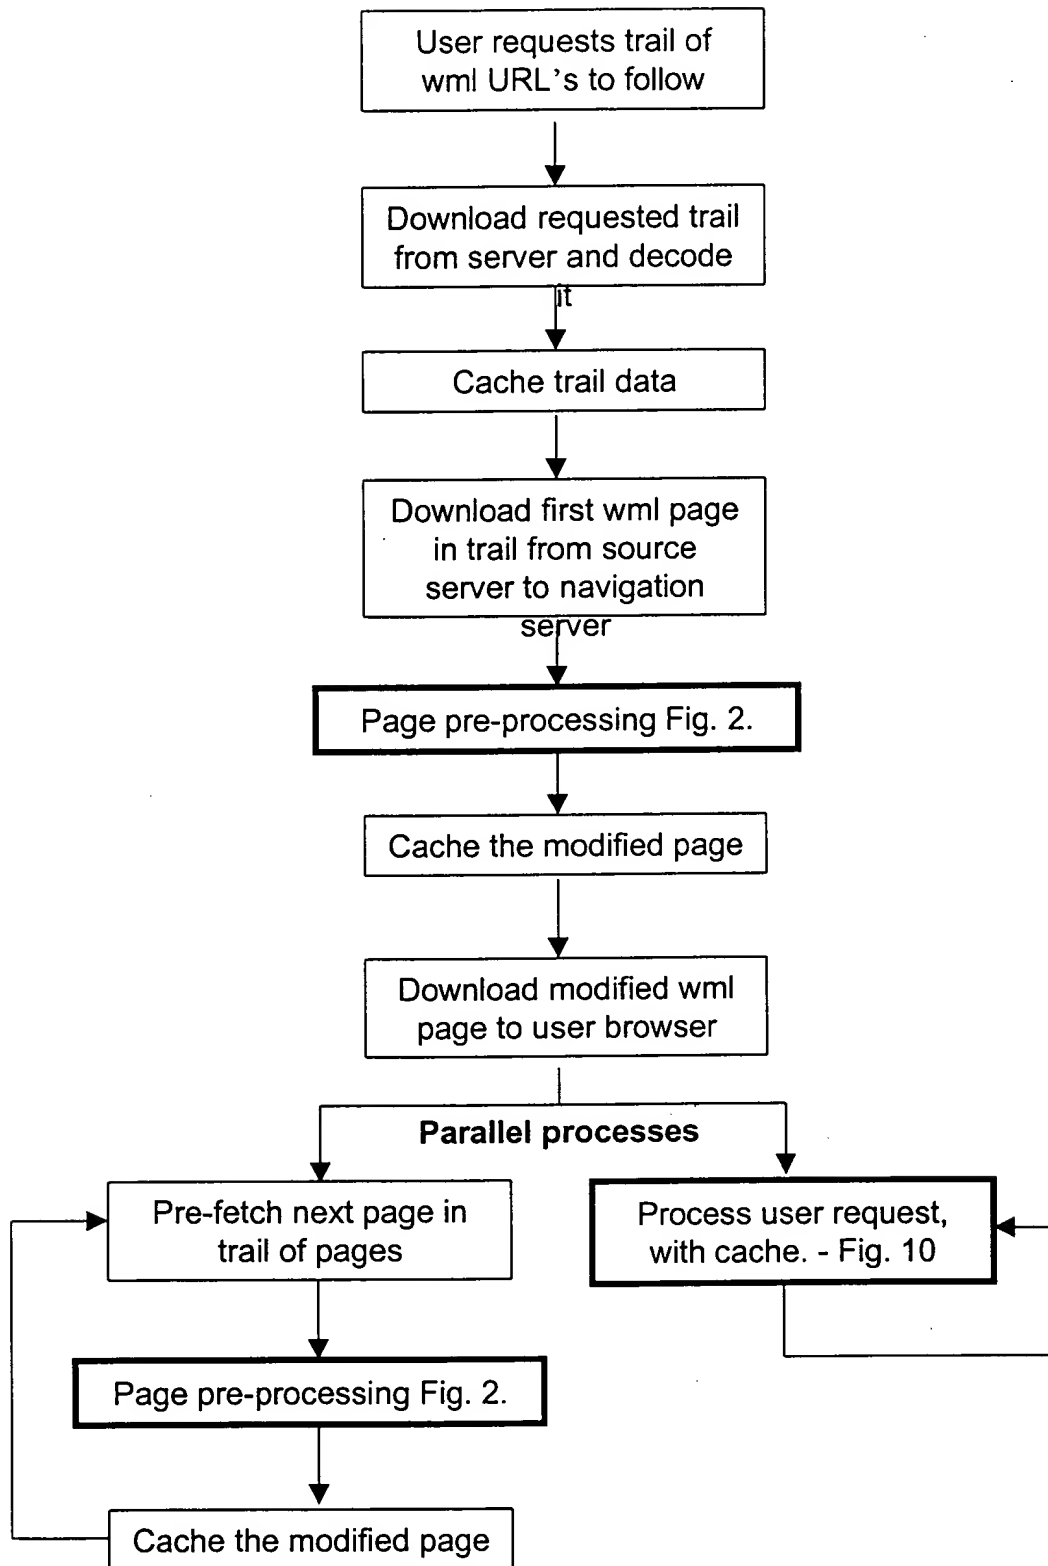 User requests trail of
wml URL's to follow
Download requested trail
from server and decode
it
Cache trail data
Download first wml page
in trail from source
server to navigation
server
Page pre-processing Fig. 2.
Cache the modified page
Download modified wml
page to user browser
Parallel processes
Pre-fetch next page in
trail of pages
Process user request,
with cache. - Fig. 10
Page pre-processing Fig. 2.
Cache the modified page